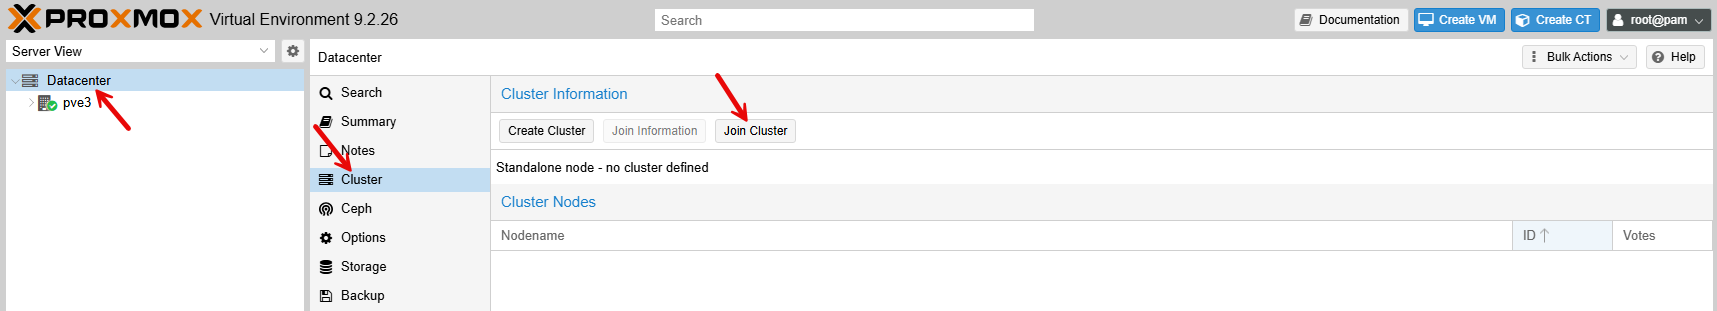 PROXMOX Virtual Environment 9.2.26
Search
Documentation
Create VM
Create CT
root@pam
Server View
Datacenter
pve3
Datacenter
Bulk Actions
Help
Search
Summary
Notes
Cluster
Ceph
Options
Storage
Backup
Cluster Information
Create Cluster
Join Information
Join Cluster
Standalone node - no cluster defined
Cluster Nodes
Nodename
ID
Votes